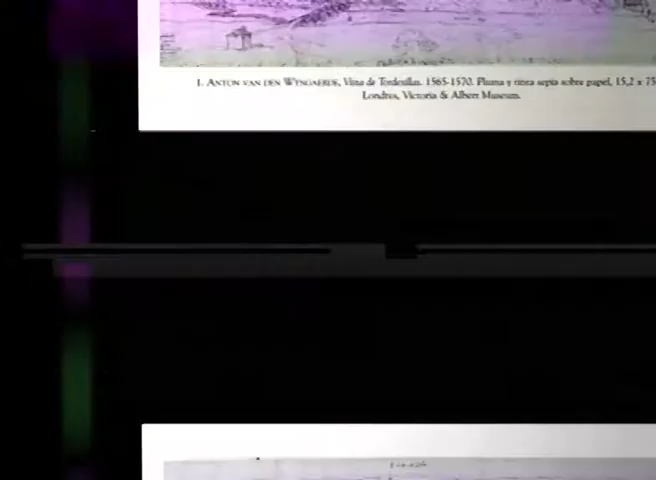 1. ANTON VAN DEN WYNGAERDE, Vista de Tordesillas. 1565-1570. Pluma y tinta sepia sobre papel, 15,2 x 75
Londres, Victoria & Albert Museum.